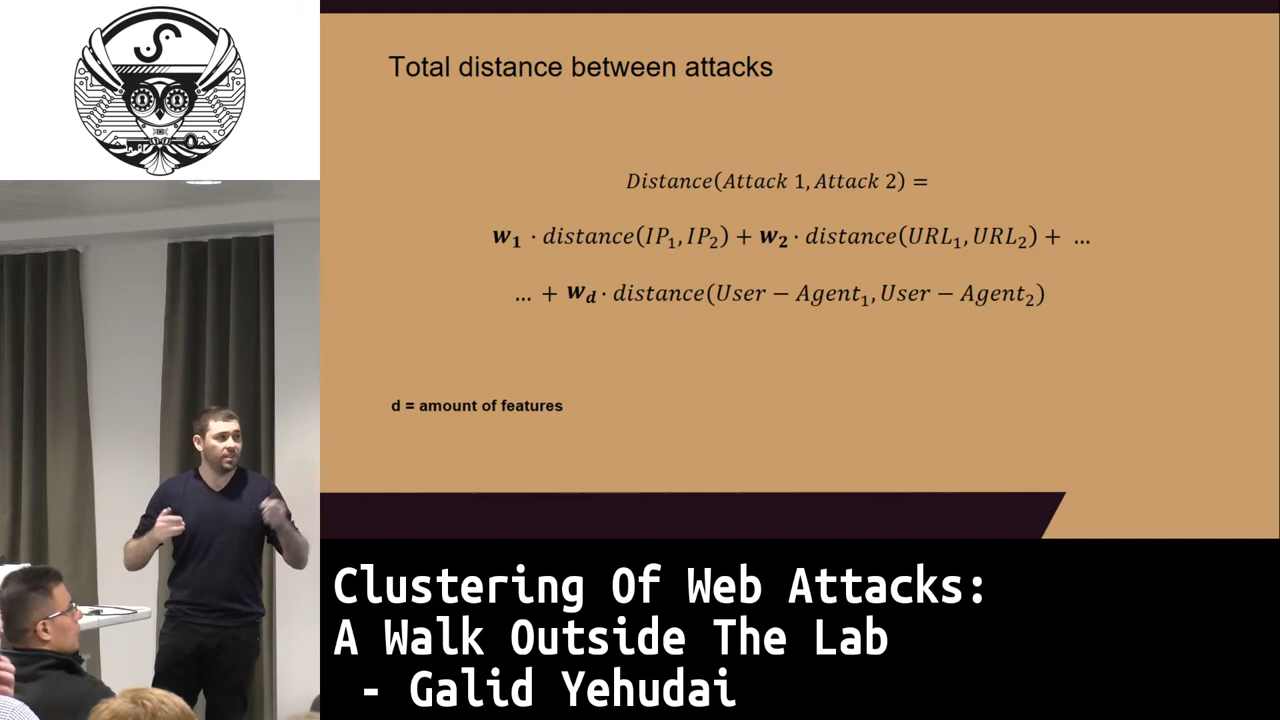 Total distance between attacks
𝐷𝑖𝑠𝑡𝑎𝑛𝑐𝑒(𝐴𝑡𝑡𝑎𝑐𝑘 1, 𝐴𝑡𝑡𝑎𝑐𝑘 2) =
w₁ · distance(IP₁, IP₂) + w₂ · distance(URL₁, URL₂) + ...
... + w_d · distance(User − Agent₁, User − Agent₂)
d = amount of features
Clustering Of Web Attacks:
A Walk Outside The Lab
- Galid Yehudai